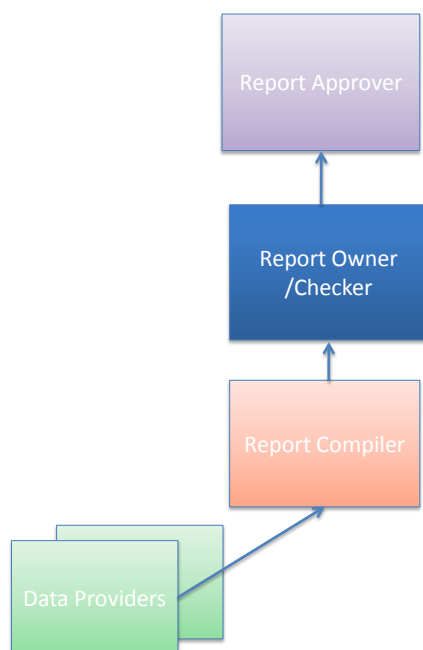 Report Approver
Report Owner
/Checker
Report Compiler
Data Providers